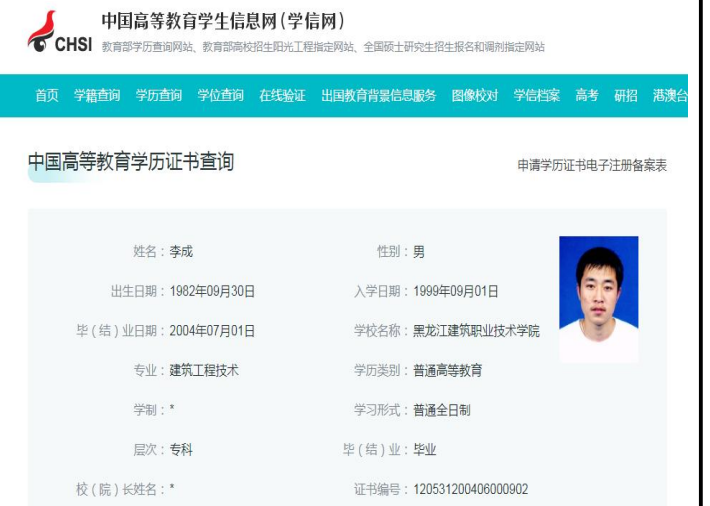 中国高等教育学生信息网(学信网)
CHSI 教育部学历查询网站、教育部高校招生阳光工程指定网站、全国硕士研究生招生报名和调剂指定网站
首页 学籍查询 学历查询 学位查询 在线验证 出国教育背景信息服务 图像校对 学信档案 高考 研招 港澳台
中国高等教育学历证书查询 申请学历证书电子注册备案表
姓名：李成 性别：男
出生日期：1982年09月30日 入学日期：1999年09月01日
毕(结)业日期：2004年07月01日 学校名称：黑龙江建筑职业技术学院
专业：建筑工程技术 学历类别：普通高等教育
学制：* 学习形式：普通全日制
层次：专科 毕(结)业：毕业
校(院)长姓名：* 证书编号：120531200406000902